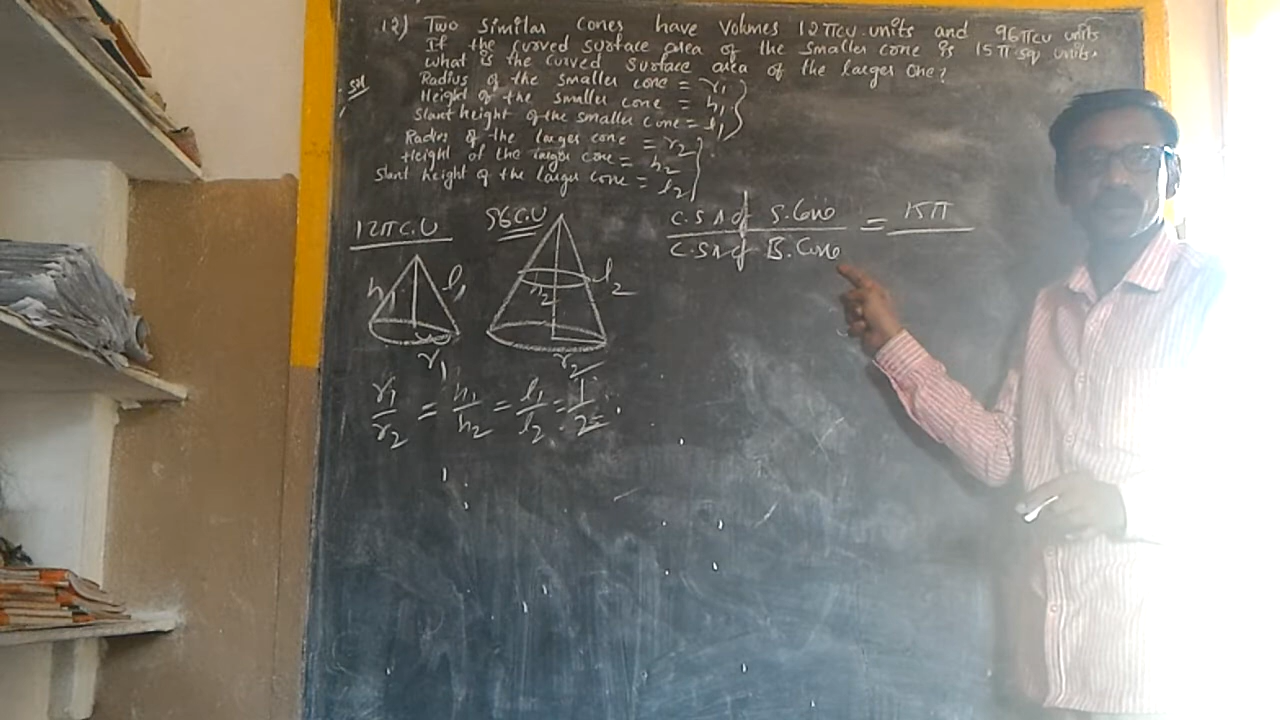 12) Two similar cones have volumes 12πcu.units and 96πcu units
If the curved surface area of the smaller cone is 15π sq units.
what is the curved surface area of the larger one?
Sol
Radius of the smaller cone = r1
Height of the smaller cone = h1
Slant height of the smaller cone = l1
Radius of the larger cone = r2
Height of the larger cone = h2
Slant height of the larger cone = l2
12π C.U
96 C.U
h1 l1
r1
r2 l2
r2
r1/r2 = h1/h2 = l1/l2 = 1/2
C.S.A of S.Cone / C.S.A of B.Cone = 15π